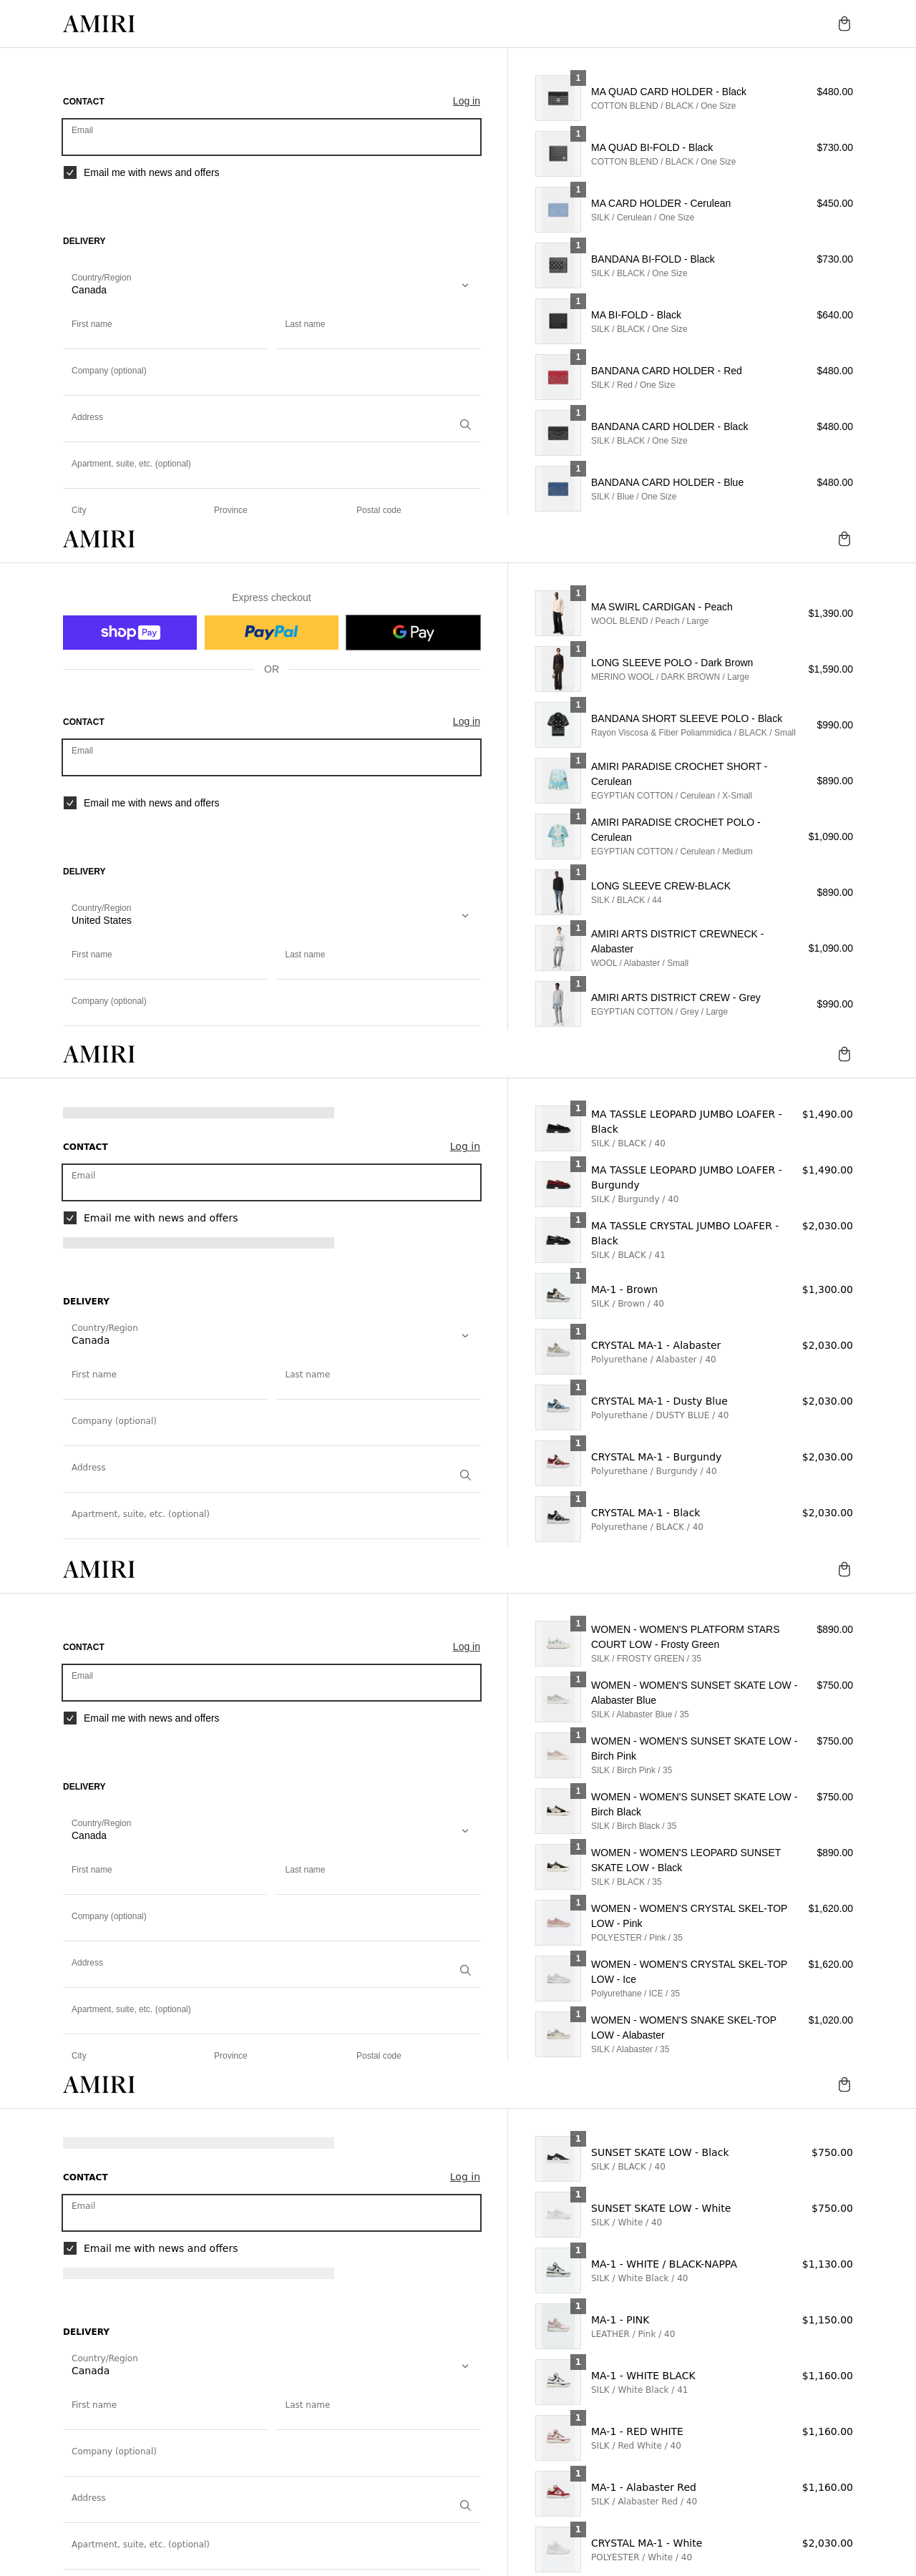 AMIRI
CONTACT
Log in
Email
Email me with news and offers
DELIVERY
Country/Region
Canada
First name
Last name
Company (optional)
Address
Apartment, suite, etc. (optional)
City
Province
Postal code
1
MA QUAD CARD HOLDER - Black
$480.00
COTTON BLEND / BLACK / One Size
1
MA QUAD BI-FOLD - Black
$730.00
COTTON BLEND / BLACK / One Size
1
MA CARD HOLDER - Cerulean
$450.00
SILK / Cerulean / One Size
1
BANDANA BI-FOLD - Black
$730.00
SILK / BLACK / One Size
1
MA BI-FOLD - Black
$640.00
SILK / BLACK / One Size
1
BANDANA CARD HOLDER - Red
$480.00
SILK / Red / One Size
1
BANDANA CARD HOLDER - Black
$480.00
SILK / BLACK / One Size
1
BANDANA CARD HOLDER - Blue
$480.00
SILK / Blue / One Size
AMIRI
Express checkout
shop Pay
PayPal
G Pay
OR
CONTACT
Log in
Email
Email me with news and offers
DELIVERY
Country/Region
United States
First name
Last name
Company (optional)
1
MA SWIRL CARDIGAN - Peach
$1,390.00
WOOL BLEND / Peach / Large
1
LONG SLEEVE POLO - Dark Brown
$1,590.00
MERINO WOOL / DARK BROWN / Large
1
BANDANA SHORT SLEEVE POLO - Black
$990.00
Rayon Viscosa & Fiber Poliammidica / BLACK / Small
1
AMIRI PARADISE CROCHET SHORT -
Cerulean
$890.00
EGYPTIAN COTTON / Cerulean / X-Small
1
AMIRI PARADISE CROCHET POLO -
Cerulean
$1,090.00
EGYPTIAN COTTON / Cerulean / Medium
1
LONG SLEEVE CREW-BLACK
$890.00
SILK / BLACK / 44
1
AMIRI ARTS DISTRICT CREWNECK -
Alabaster
$1,090.00
WOOL / Alabaster / Small
1
AMIRI ARTS DISTRICT CREW - Grey
$990.00
EGYPTIAN COTTON / Grey / Large
AMIRI
CONTACT
Log in
Email
Email me with news and offers
DELIVERY
Country/Region
Canada
First name
Last name
Company (optional)
Address
Apartment, suite, etc. (optional)
1
MA TASSLE LEOPARD JUMBO LOAFER -
Black
$1,490.00
SILK / BLACK / 40
1
MA TASSLE LEOPARD JUMBO LOAFER -
Burgundy
$1,490.00
SILK / Burgundy / 40
1
MA TASSLE CRYSTAL JUMBO LOAFER -
Black
$2,030.00
SILK / BLACK / 41
1
MA-1 - Brown
$1,300.00
SILK / Brown / 40
1
CRYSTAL MA-1 - Alabaster
$2,030.00
Polyurethane / Alabaster / 40
1
CRYSTAL MA-1 - Dusty Blue
$2,030.00
Polyurethane / DUSTY BLUE / 40
1
CRYSTAL MA-1 - Burgundy
$2,030.00
Polyurethane / Burgundy / 40
1
CRYSTAL MA-1 - Black
$2,030.00
Polyurethane / BLACK / 40
AMIRI
CONTACT
Log in
Email
Email me with news and offers
DELIVERY
Country/Region
Canada
First name
Last name
Company (optional)
Address
Apartment, suite, etc. (optional)
City
Province
Postal code
1
WOMEN - WOMEN'S PLATFORM STARS
COURT LOW - Frosty Green
$890.00
SILK / FROSTY GREEN / 35
1
WOMEN - WOMEN'S SUNSET SKATE LOW -
Alabaster Blue
$750.00
SILK / Alabaster Blue / 35
1
WOMEN - WOMEN'S SUNSET SKATE LOW -
Birch Pink
$750.00
SILK / Birch Pink / 35
1
WOMEN - WOMEN'S SUNSET SKATE LOW -
Birch Black
$750.00
SILK / Birch Black / 35
1
WOMEN - WOMEN'S LEOPARD SUNSET
SKATE LOW - Black
$890.00
SILK / BLACK / 35
1
WOMEN - WOMEN'S CRYSTAL SKEL-TOP
LOW - Pink
$1,620.00
POLYESTER / Pink / 35
1
WOMEN - WOMEN'S CRYSTAL SKEL-TOP
LOW - Ice
$1,620.00
Polyurethane / ICE / 35
1
WOMEN - WOMEN'S SNAKE SKEL-TOP
LOW - Alabaster
$1,020.00
SILK / Alabaster / 35
AMIRI
CONTACT
Log in
Email
Email me with news and offers
DELIVERY
Country/Region
Canada
First name
Last name
Company (optional)
Address
Apartment, suite, etc. (optional)
1
SUNSET SKATE LOW - Black
$750.00
SILK / BLACK / 40
1
SUNSET SKATE LOW - White
$750.00
SILK / White / 40
1
MA-1 - WHITE / BLACK-NAPPA
$1,130.00
SILK / White Black / 40
1
MA-1 - PINK
$1,150.00
LEATHER / Pink / 40
1
MA-1 - WHITE BLACK
$1,160.00
SILK / White Black / 41
1
MA-1 - RED WHITE
$1,160.00
SILK / Red White / 40
1
MA-1 - Alabaster Red
$1,160.00
SILK / Alabaster Red / 40
1
CRYSTAL MA-1 - White
$2,030.00
POLYESTER / White / 40